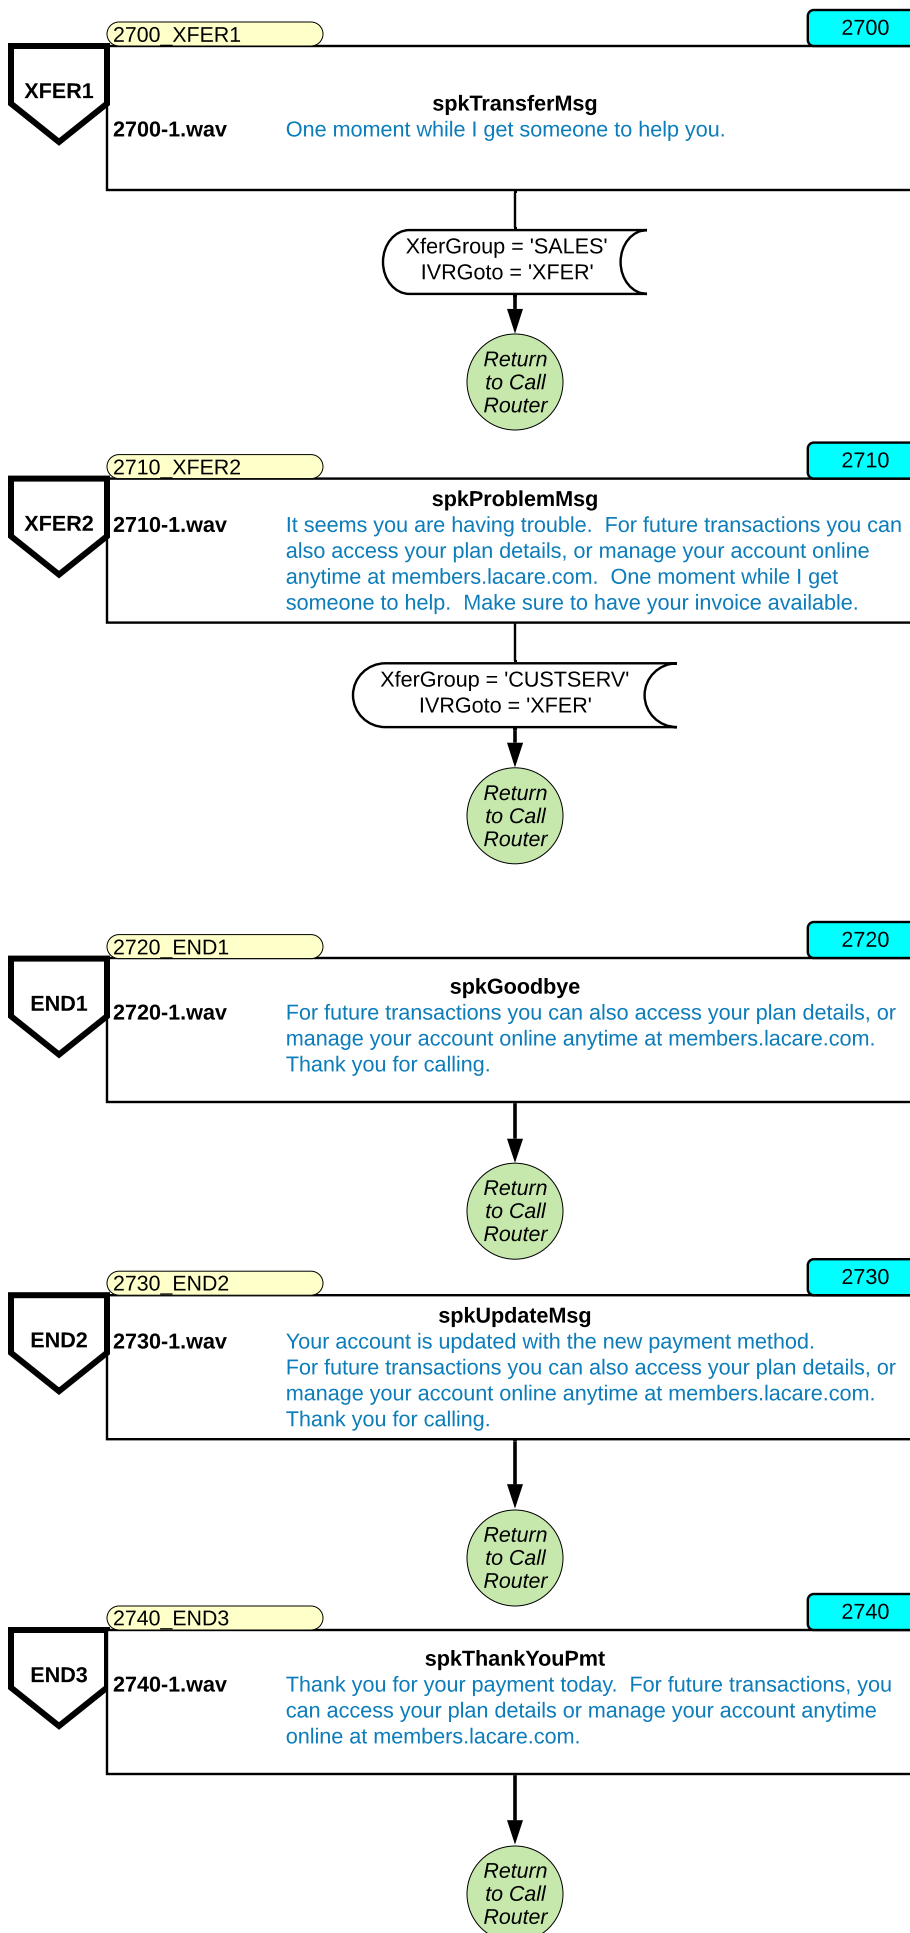 2700_XFER1
2700
XFER1
spkTransferMsg
2700-1.wav One moment while I get someone to help you.
XferGroup = 'SALES'
IVRGoto = 'XFER'
Return
to Call
Router
2710_XFER2
2710
XFER2
spkProblemMsg
2710-1.wav It seems you are having trouble.  For future transactions you can
also access your plan details, or manage your account online
anytime at members.lacare.com.  One moment while I get
someone to help.  Make sure to have your invoice available.
XferGroup = 'CUSTSERV'
IVRGoto = 'XFER'
Return
to Call
Router
2720_END1
2720
END1
spkGoodbye
2720-1.wav For future transactions you can also access your plan details, or
manage your account online anytime at members.lacare.com.
Thank you for calling.
Return
to Call
Router
2730_END2
2730
END2
spkUpdateMsg
2730-1.wav Your account is updated with the new payment method.
For future transactions you can also access your plan details, or
manage your account online anytime at members.lacare.com.
Thank you for calling.
Return
to Call
Router
2740_END3
2740
END3
spkThankYouPmt
2740-1.wav Thank you for your payment today.  For future transactions, you
can access your plan details or manage your account anytime
online at members.lacare.com.
Return
to Call
Router